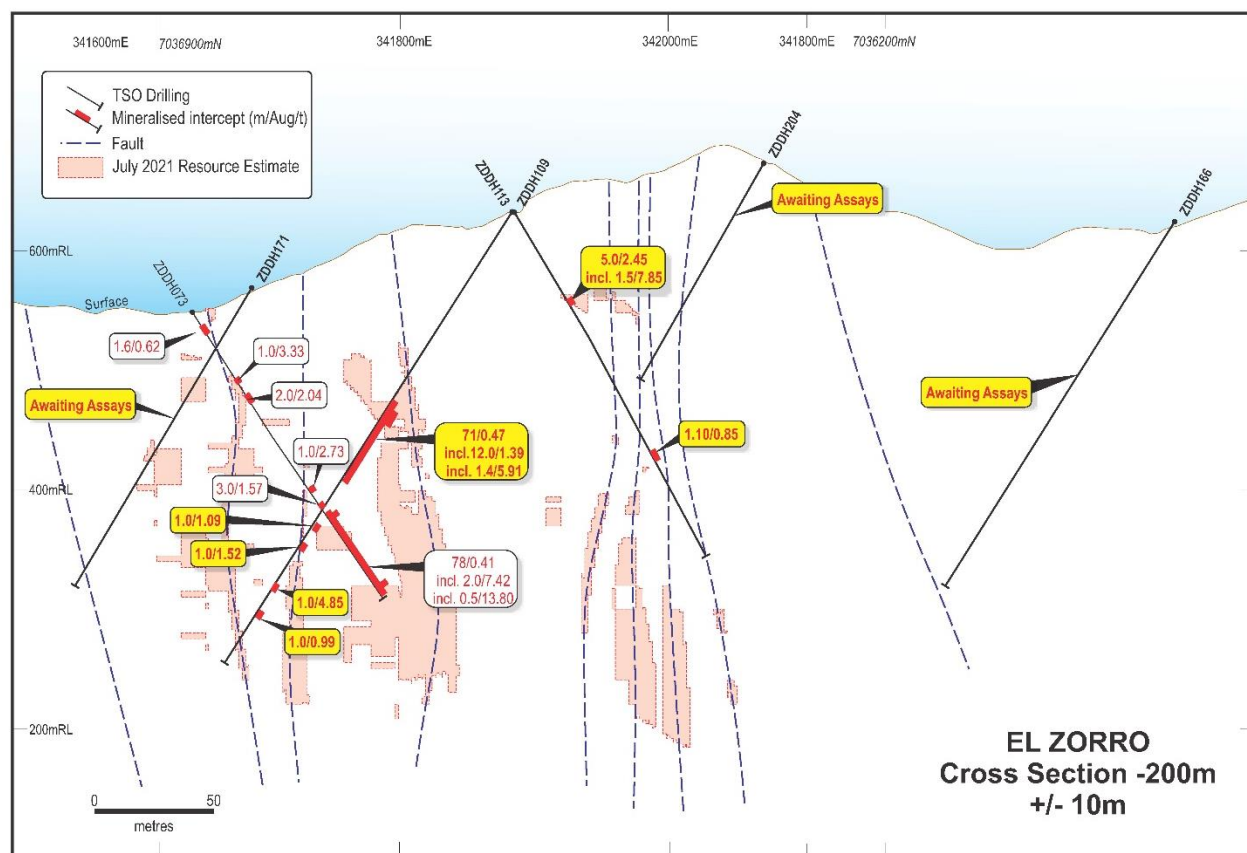 341600mE
7036900mN
341800mE
342000mE
341800mE
7036200mN
TSO Drilling
Mineralised intercept (m/Aug/t)
Fault
July 2021 Resource Estimate
ZDDH073
ZDDH171
ZDDH113
ZDDH109
ZDDH204
ZDDH166
600mRL
400mRL
200mRL
Surface
1.6/0.62
1.0/3.33
2.0/2.04
Awaiting Assays
1.0/2.73
3.0/1.57
1.0/1.09
1.0/1.52
1.0/4.85
1.0/0.99
71/0.47
incl.12.0/1.39
incl. 1.4/5.91
78/0.41
incl. 2.0/7.42
incl. 0.5/13.80
5.0/2.45
incl. 1.5/7.85
1.10/0.85
Awaiting Assays
Awaiting Assays
0
50
metres
EL ZORRO
Cross Section -200m
+/- 10m